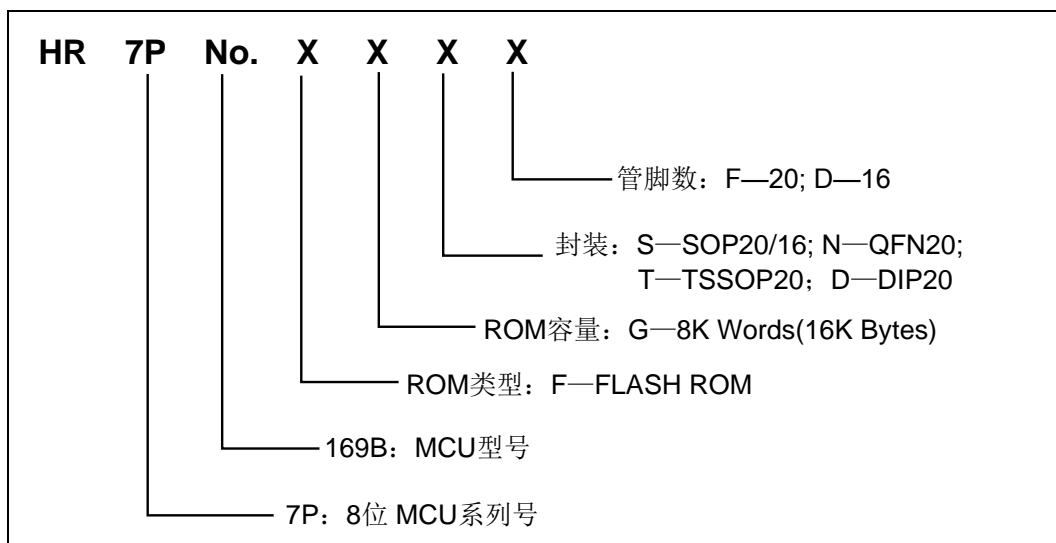 HR 7P No. X X X X
管脚数：F—20; D—16
封装：S—SOP20/16; N—QFN20;
T—TSSOP20；D—DIP20
ROM容量：G—8K Words(16K Bytes)
ROM类型：F—FLASH ROM
169B：MCU型号
7P：8位 MCU系列号